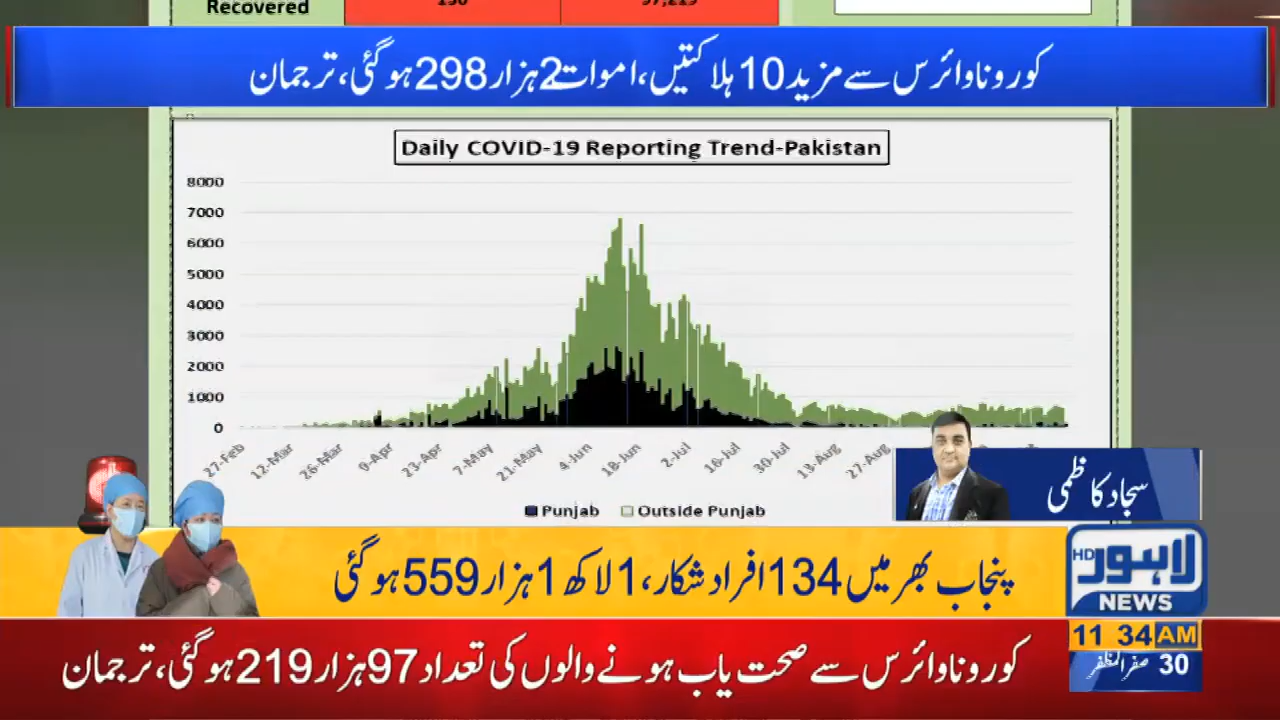 Recovered 97,219
کورونا وائرس سے مزید 10 ہلاکتیں، اموات 2 ہزار 298 ہو گئی، ترجمان
Daily COVID-19 Reporting Trend-Pakistan
8000
7000
6000
5000
4000
3000
2000
1000
0
27-Feb 12-Mar 26-Mar 9-Apr 23-Apr 7-May 21-May 4-Jun 18-Jun 2-Jul 16-Jul 30-Jul 13-Aug 27-Aug
Punjab Outside Punjab
سجاد کاظمی
پنجاب بھر میں 134 افراد شکار، 1 لاکھ 1 ہزار 559 ہو گئی
HD لاہور
NEWS
11 34 AM
30 صفر المظفر
کورونا وائرس سے صحت یاب ہونے والوں کی تعداد 97 ہزار 219 ہو گئی، ترجمان